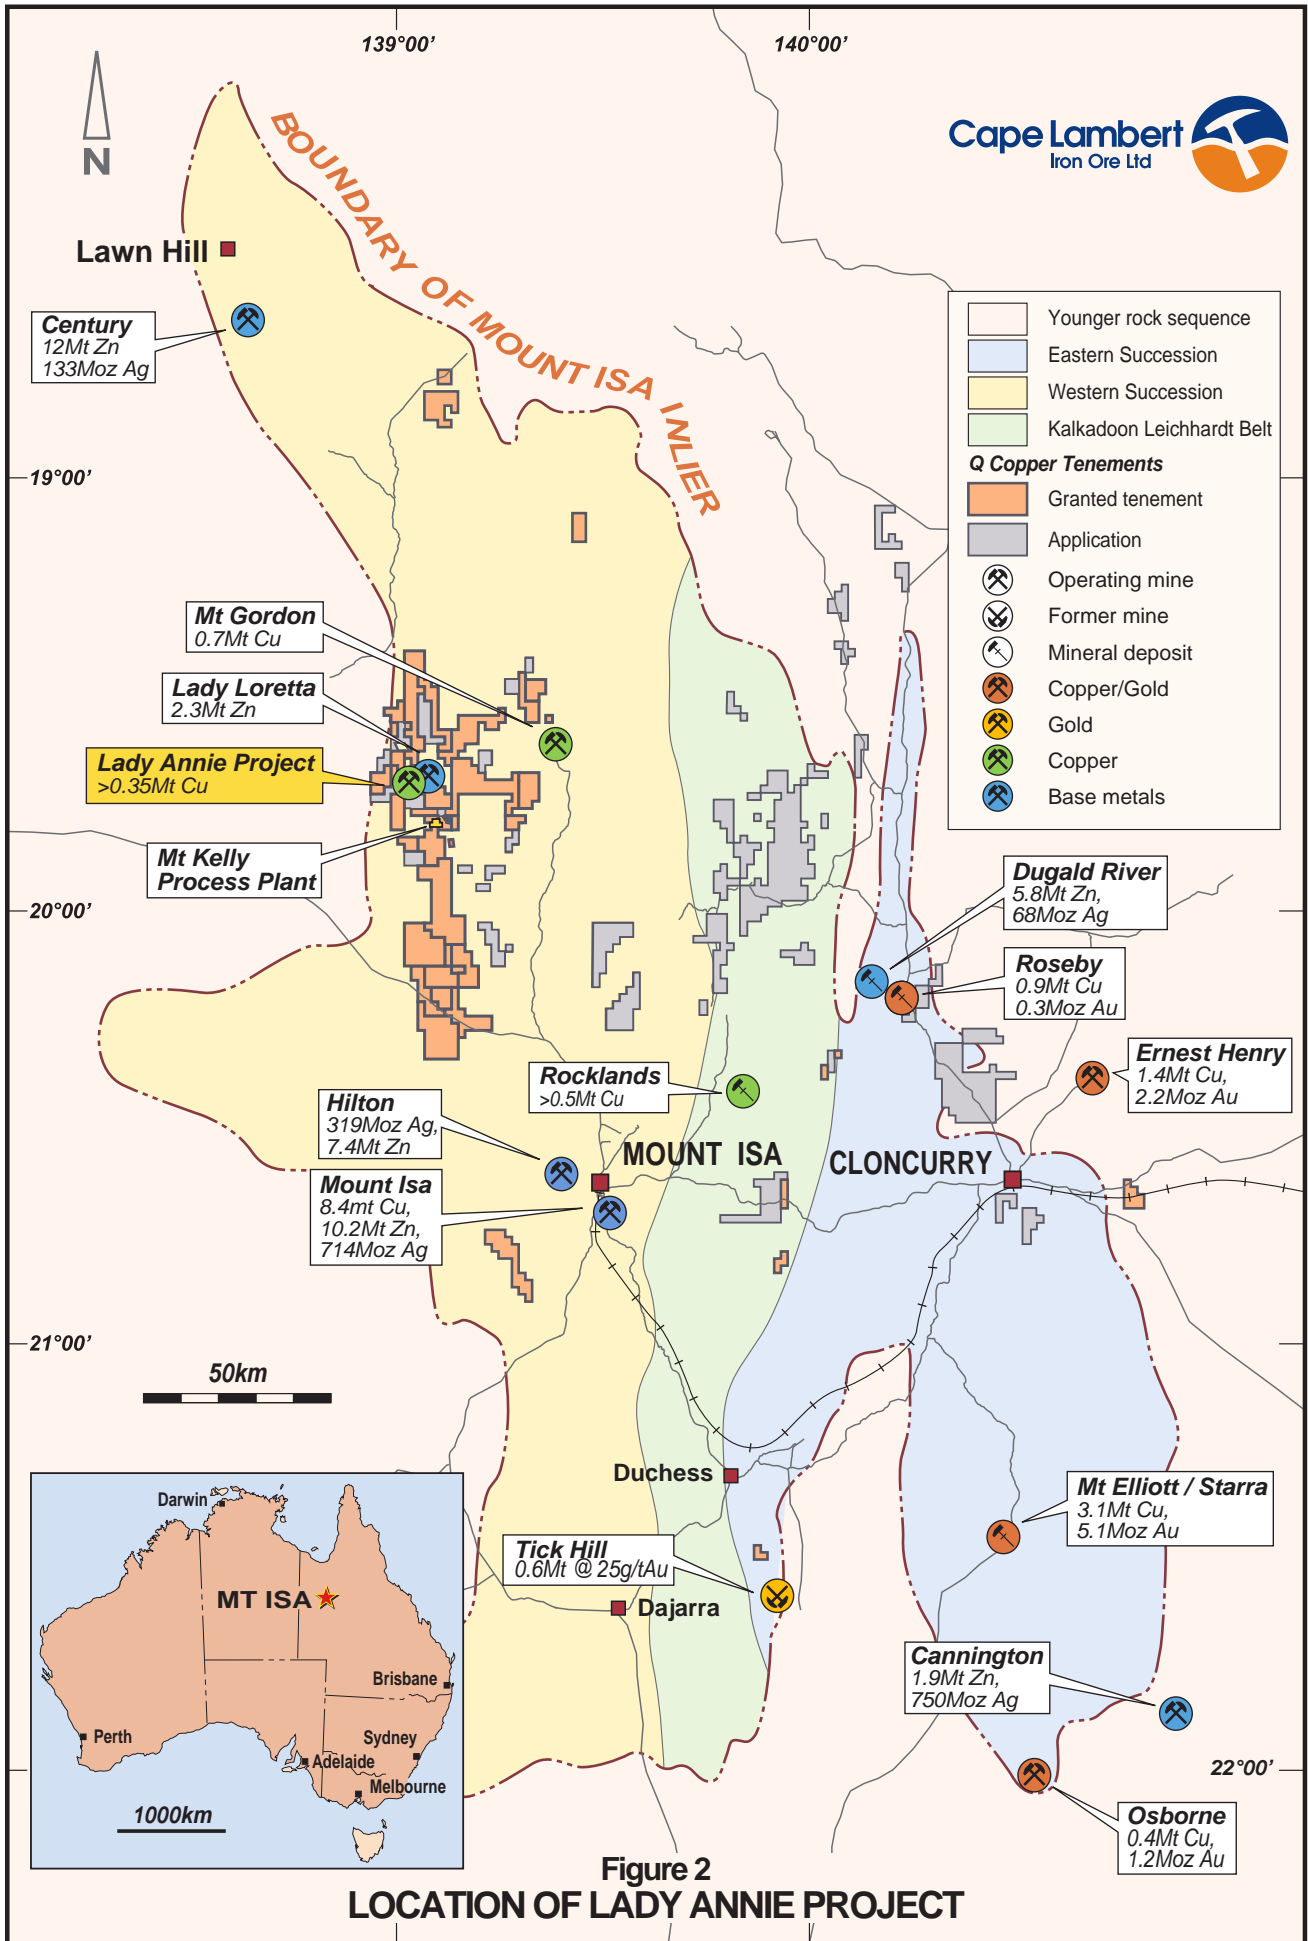 139°00'
140°00'
N
BOUNDARY OF MOUNT ISA INLIER
Cape Lambert
Iron Ore Ltd
Lawn Hill
Century
12Mt Zn
133Moz Ag
Younger rock sequence
Eastern Succession
Western Succession
Kalkadoon Leichhardt Belt
Q Copper Tenements
Granted tenement
Application
Operating mine
Former mine
Mineral deposit
Copper/Gold
Gold
Copper
Base metals
19°00'
Mt Gordon
0.7Mt Cu
Lady Loretta
2.3Mt Zn
Lady Annie Project
>0.35Mt Cu
Mt Kelly
Process Plant
20°00'
Dugald River
5.8Mt Zn,
68Moz Ag
Roseby
0.9Mt Cu
0.3Moz Au
Ernest Henry
1.4Mt Cu,
2.2Moz Au
Rocklands
>0.5Mt Cu
Hilton
319Moz Ag,
7.4Mt Zn
MOUNT ISA
CLONCURRY
Mount Isa
8.4mt Cu,
10.2Mt Zn,
714Moz Ag
21°00'
50km
Duchess
Mt Elliott / Starra
3.1Mt Cu,
5.1Moz Au
Tick Hill
0.6Mt @ 25g/tAu
Dajarra
Cannington
1.9Mt Zn,
750Moz Ag
22°00'
Osborne
0.4Mt Cu,
1.2Moz Au
Darwin
MT ISA
Brisbane
Perth
Sydney
Adelaide
Melbourne
1000km
Figure 2
LOCATION OF LADY ANNIE PROJECT